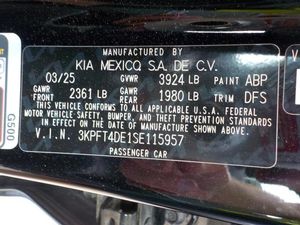 MANUFACTURED BY
KIA MEXICO S.A. DE C.V.
03/25 GVWR 3924 LB PAINT ABP
GAWR 2361 LB GAWR 1980 LB TRIM DFS
THIS VEHICLE CONFORMS TO ALL APPLICABLE FEDERAL
MOTOR VEHICLE SAFETY, BUMPER, AND THEFT PREVENTION
STANDARDS IN EFFECT ON THE DATE OF MANUFACTURE SHOWN ABOVE.
V.I.N. 3KPFT4DE1SE115957
PASSENGER CAR
G500